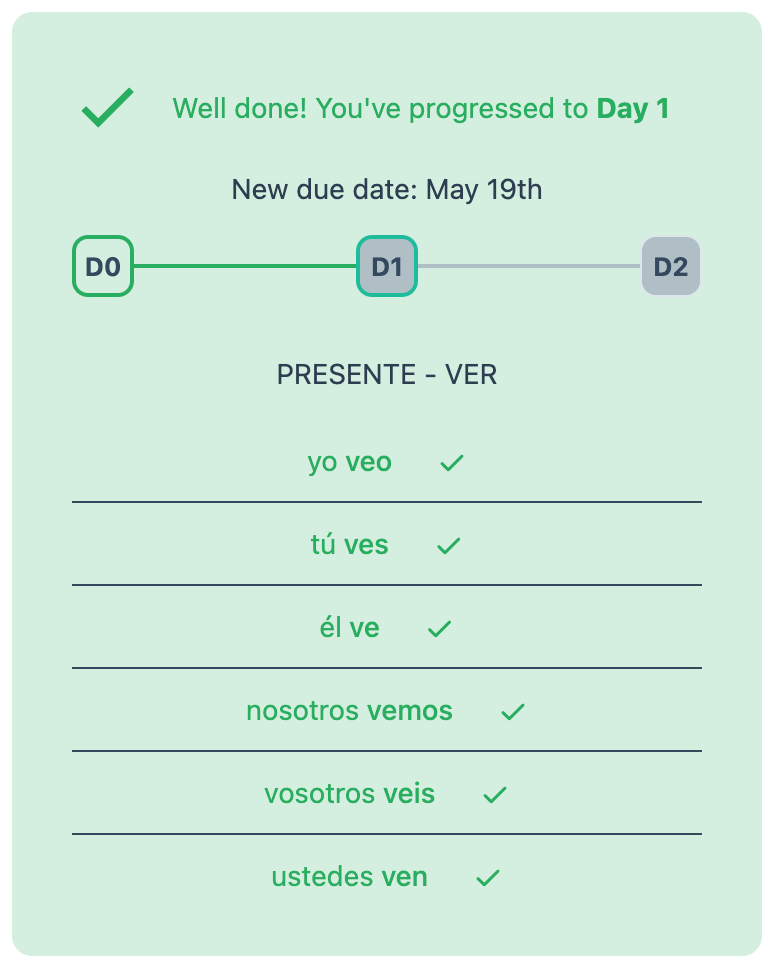 Well done! You've progressed to Day 1
New due date: May 19th
D0 D1 D2
PRESENTE - VER
yo veo
tú ves
él ve
nosotros vemos
vosotros veis
ustedes ven